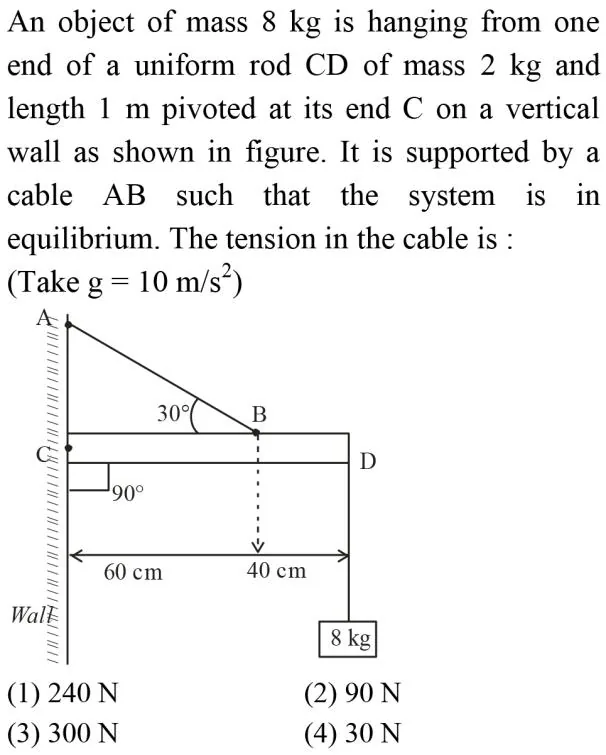 An object of mass 8 kg is hanging from one
end of a uniform rod CD of mass 2 kg and
length 1 m pivoted at its end C on a vertical
wall as shown in figure. It is supported by a
cable AB such that the system is in
equilibrium. The tension in the cable is :
(Take g = 10 m/s²)
A
30° B
C D
90°
60 cm 40 cm
Wall
8 kg
(1) 240 N (2) 90 N
(3) 300 N (4) 30 N